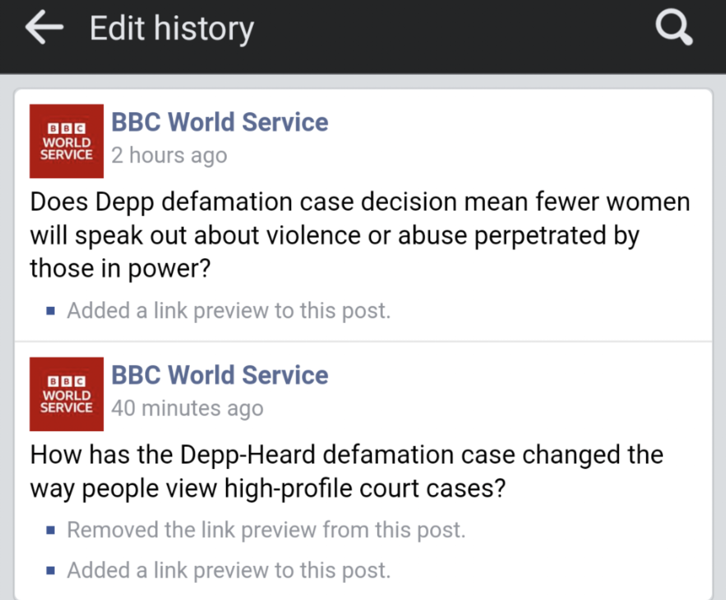 Edit history
BBC
WORLD
SERVICE
BBC World Service
2 hours ago
Does Depp defamation case decision mean fewer women
will speak out about violence or abuse perpetrated by
those in power?
Added a link preview to this post.
BBC
WORLD
SERVICE
BBC World Service
40 minutes ago
How has the Depp-Heard defamation case changed the
way people view high-profile court cases?
Removed the link preview from this post.
Added a link preview to this post.